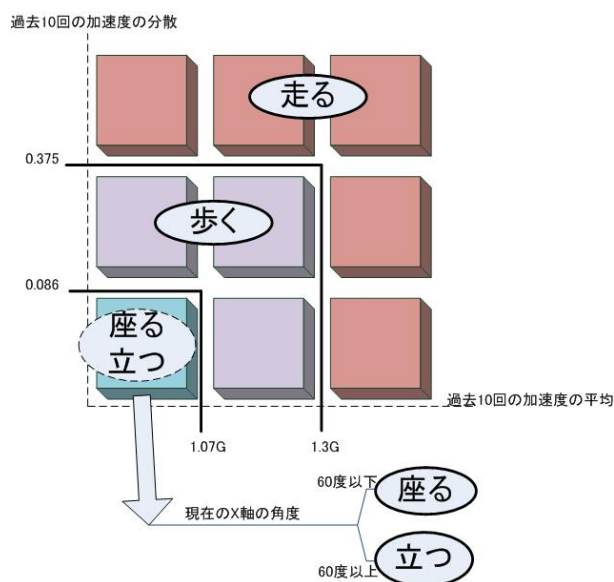 過去10回の加速度の分散
走る
0.375
歩く
0.086
座る
立つ
過去10回の加速度の平均
1.07G
1.3G
60度以下
座る
現在のX軸の角度
立つ
60度以上